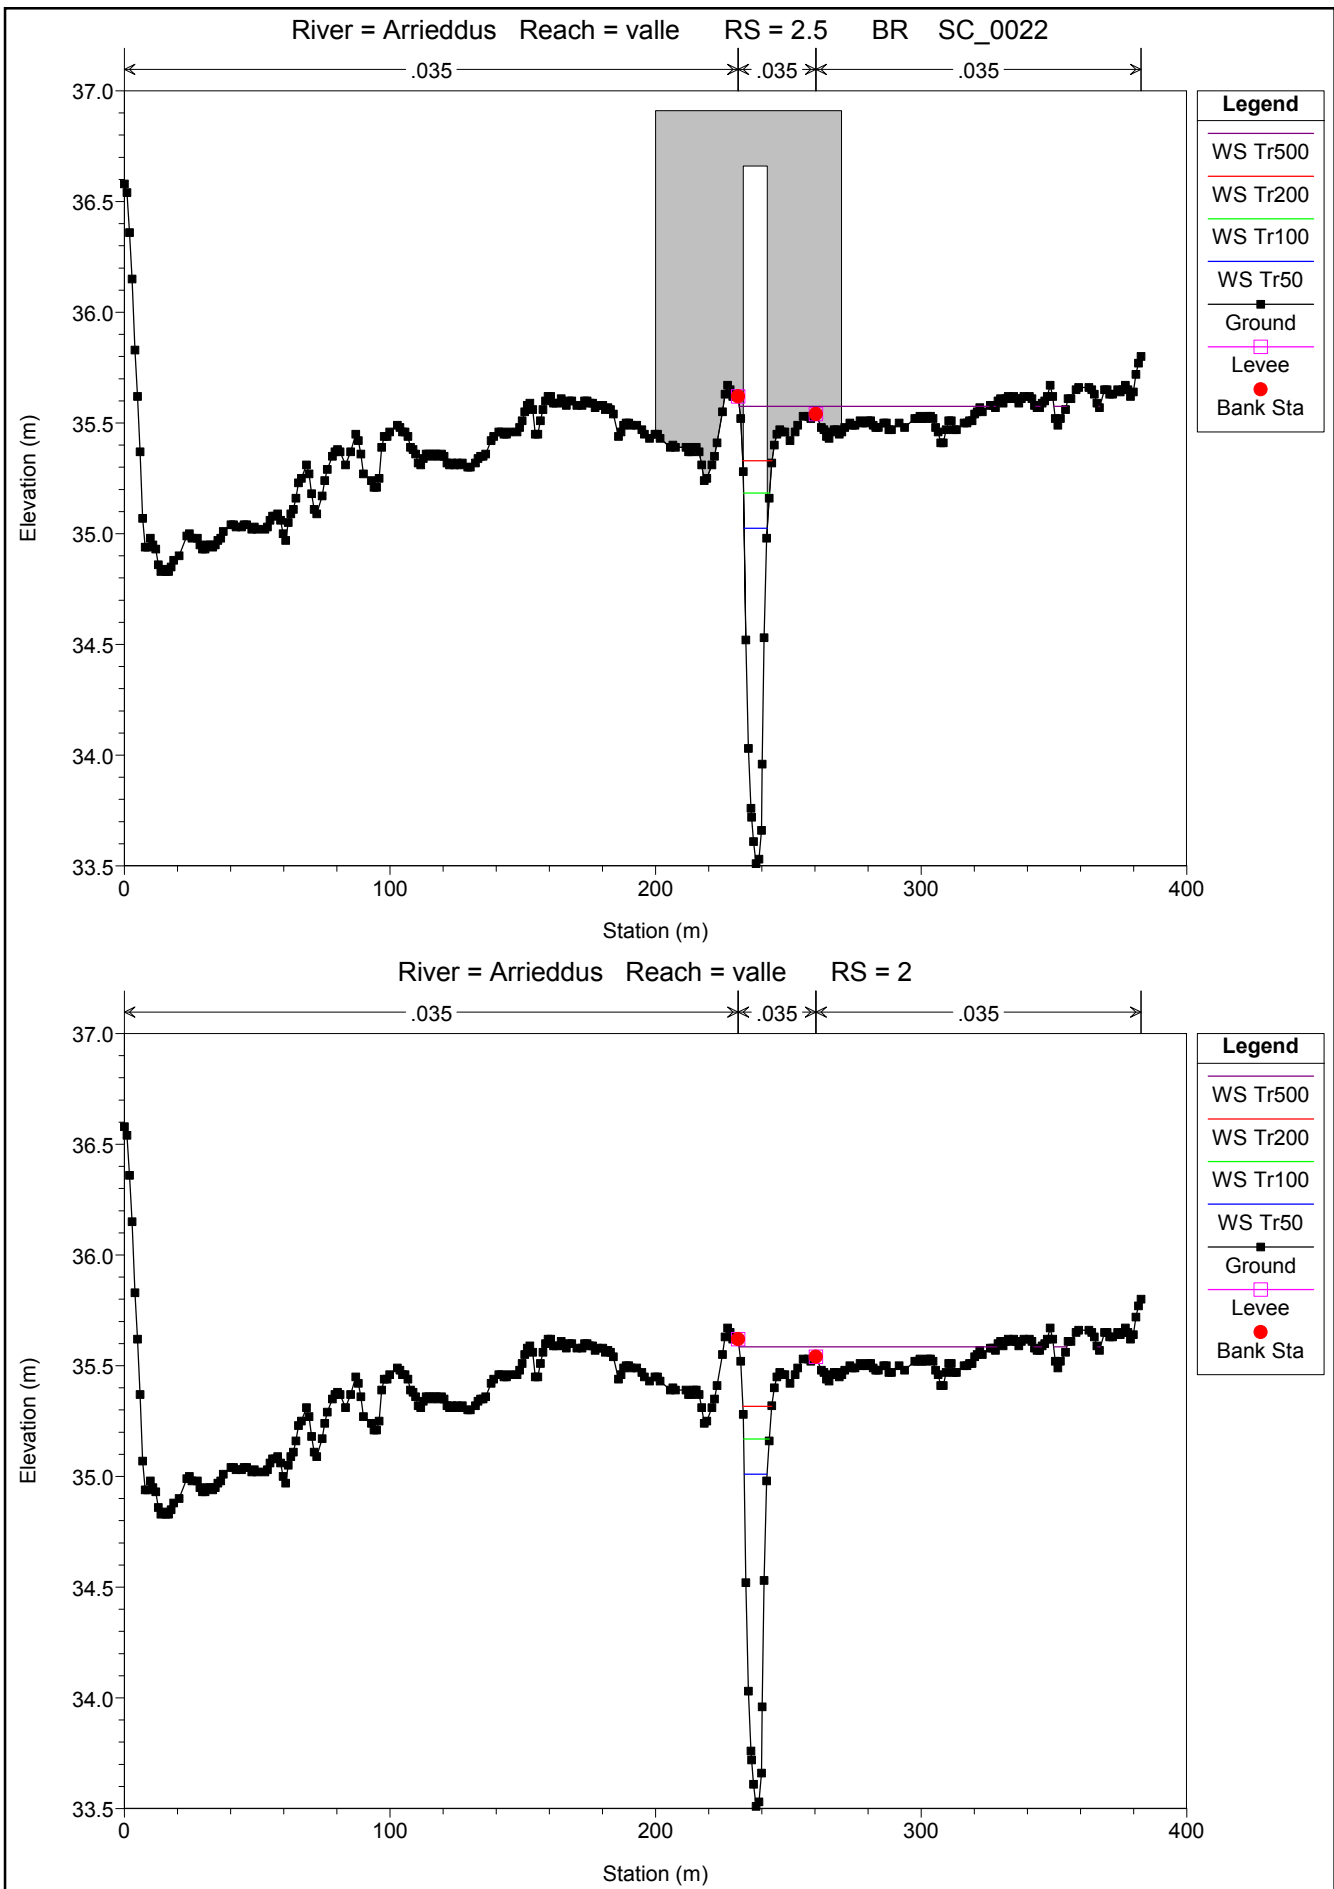 River = Arrieddus Reach = valle RS = 2.5 BR SC_0022
.035 .035 .035
37.0
36.5
36.0
35.5
35.0
34.5
34.0
33.5
Elevation (m)
0 100 200 300 400
Station (m)
Legend
WS Tr500
WS Tr200
WS Tr100
WS Tr50
Ground
Levee
Bank Sta
River = Arrieddus Reach = valle RS = 2
.035 .035 .035
37.0
36.5
36.0
35.5
35.0
34.5
34.0
33.5
Elevation (m)
0 100 200 300 400
Station (m)
Legend
WS Tr500
WS Tr200
WS Tr100
WS Tr50
Ground
Levee
Bank Sta